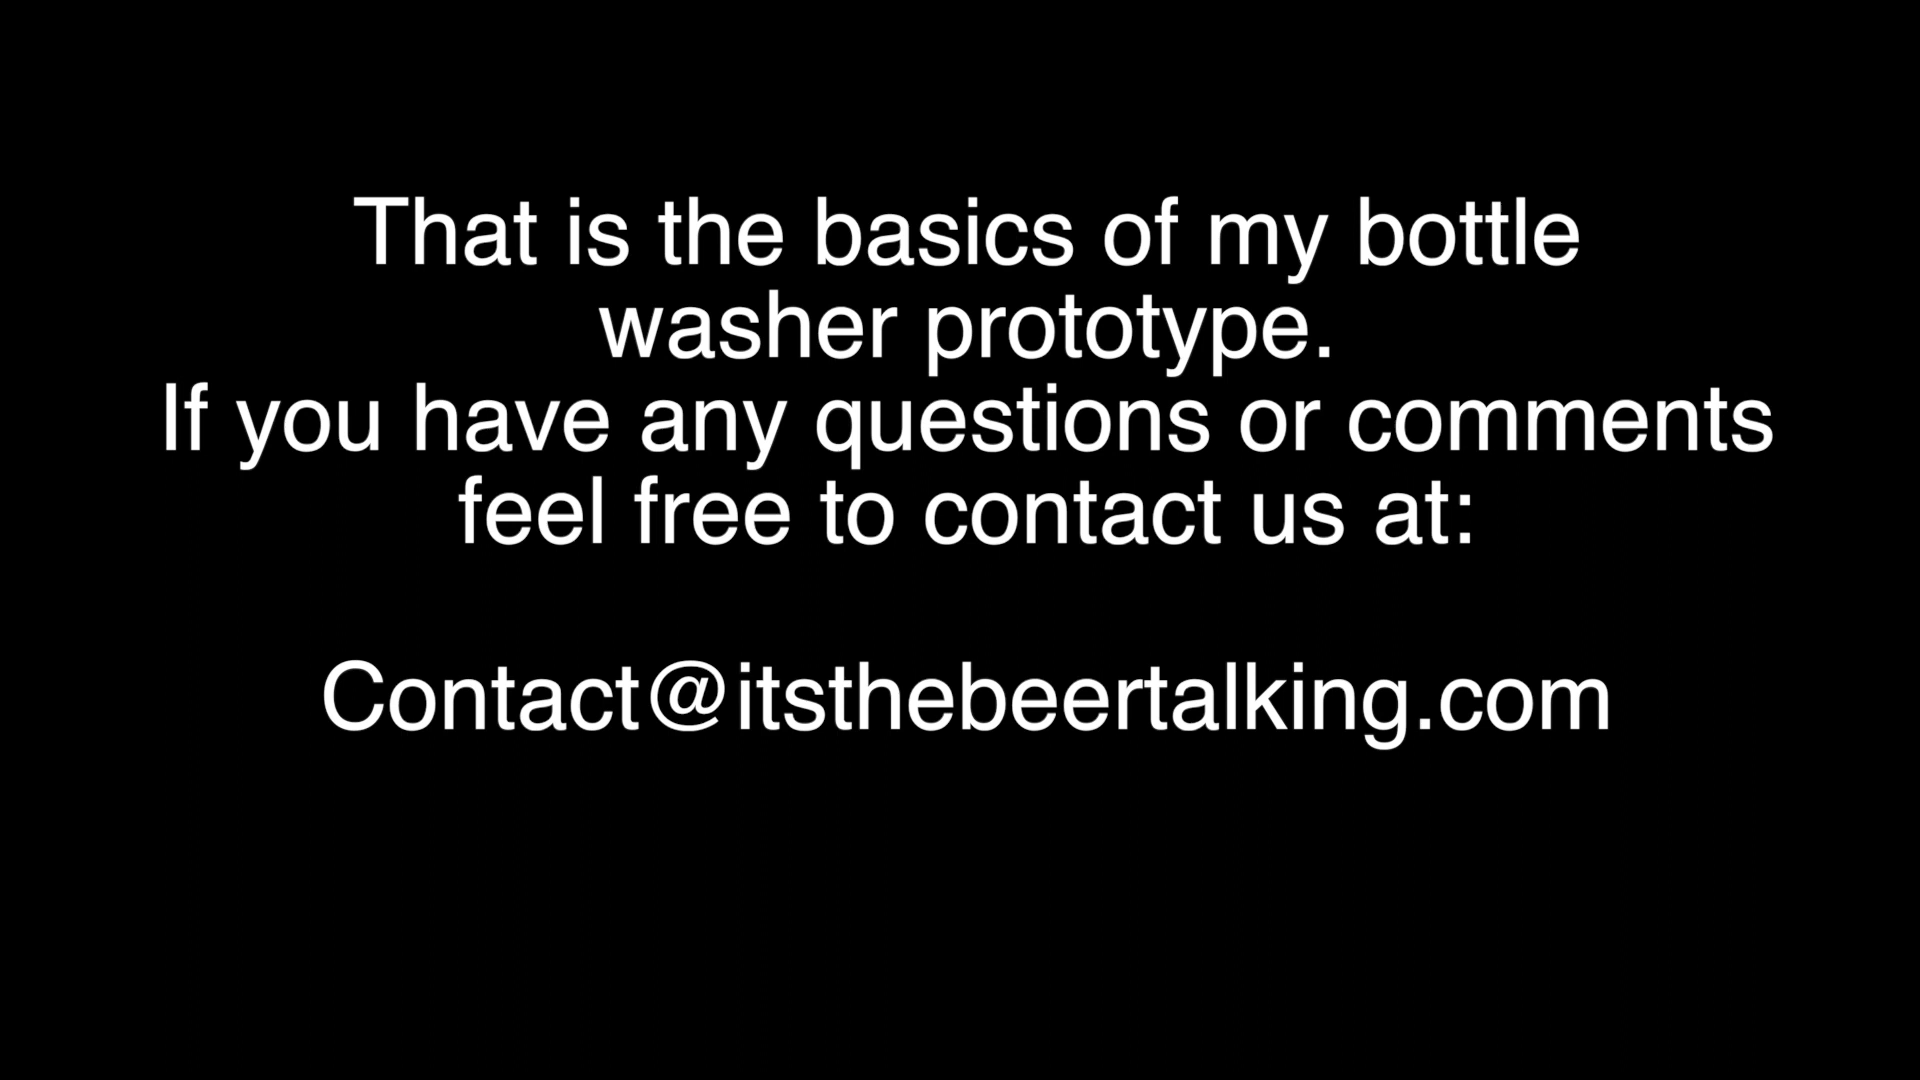 That is the basics of my bottle
washer prototype.
If you have any questions or comments
feel free to contact us at:
Contact@itsthebeertalking.com